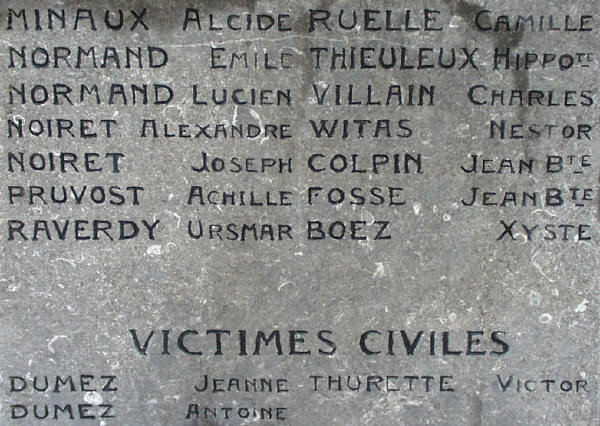 MINAUX ALCIDE RUELLE CAMILLE
NORMAND EMILE THIEULEUX HIPPOTE
NORMAND LUCIEN VILLAIN CHARLES
NOIRET ALEXANDRE WITAS NESTOR
NOIRET JOSEPH COLPIN JEAN BTE
PRUVOST ACHILLE FOSSE JEAN BTE
RAVERDY URSMAR BOEZ XYSTE
VICTIMES CIVILES
DUMEZ JEANNE THURETTE VICTOR
DUMEZ ANTOINE